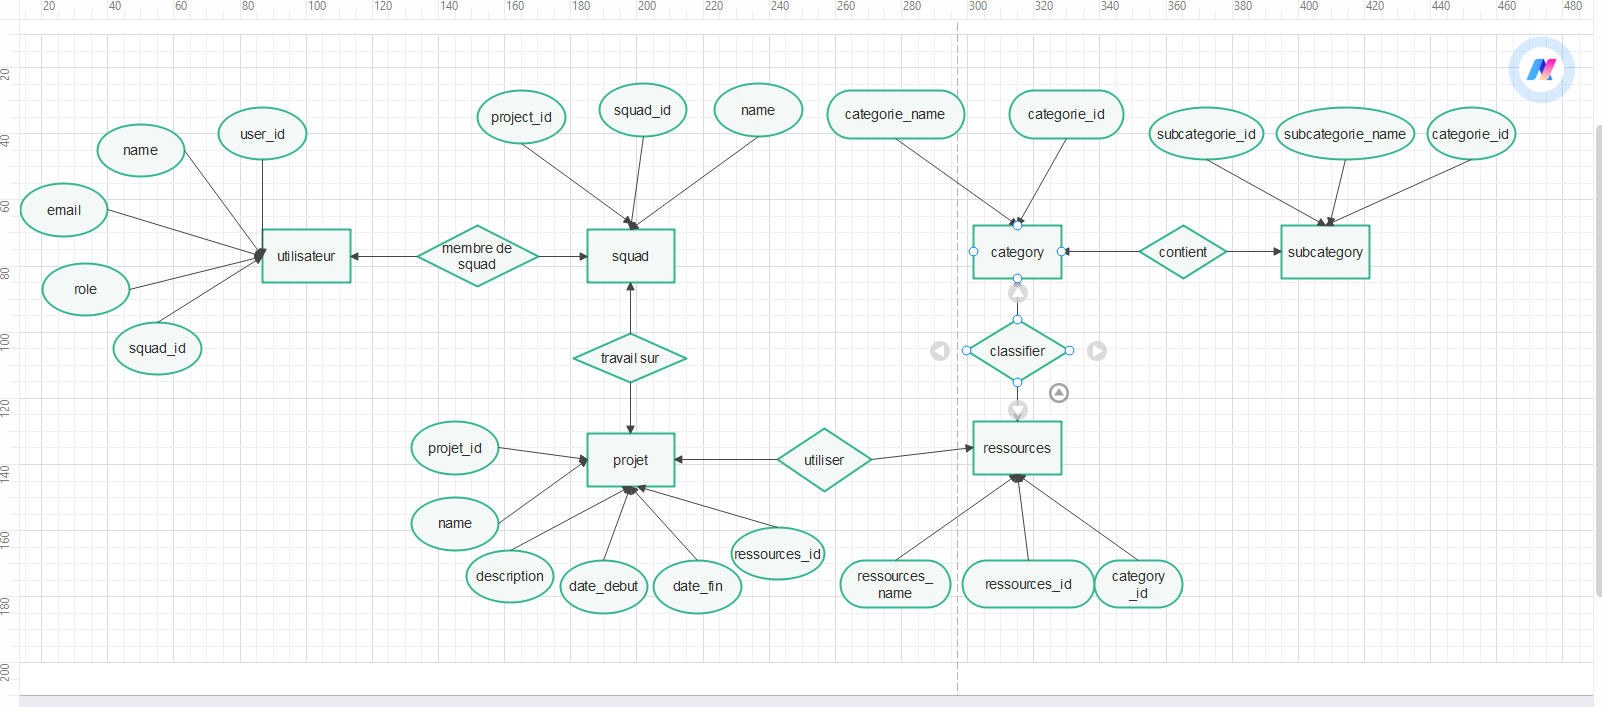 20 40 60 80 100 120 140 160 180 200 220 240 260 280 300 320 340 360 380 400 420 440 460 480
20
40
60
80
100
120
140
160
180
200
project_id
squad_id
name
categorie_name
categorie_id
subcategorie_id
subcategorie_name
categorie_id
user_id
name
email
role
squad_id
utilisateur
membre de
squad
squad
category
contient
subcategory
travail sur
classifier
projet_id
projet
utiliser
ressources
name
description
date_debut
date_fin
ressources_id
ressources_
name
ressources_id
category
_id